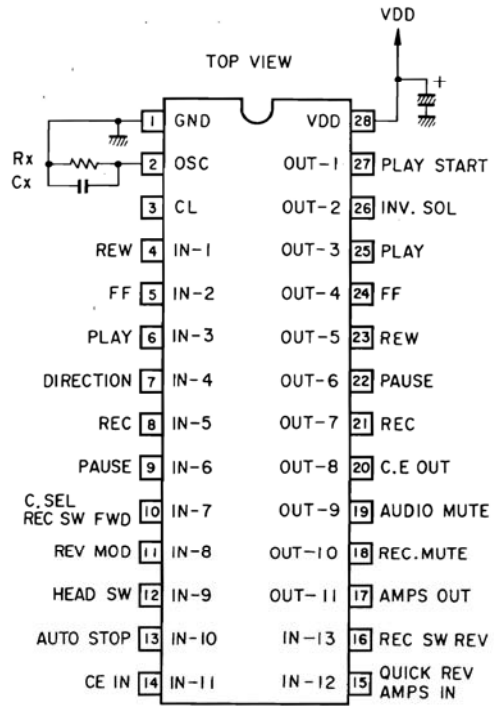 VDD
TOP VIEW
+
1 GND VDD 28
Rx
2 OSC OUT-1 27 PLAY START
Cx
3 CL OUT-2 26 INV. SOL
REW 4 IN-1 OUT-3 25 PLAY
FF 5 IN-2 OUT-4 24 FF
PLAY 6 IN-3 OUT-5 23 REW
DIRECTION 7 IN-4 OUT-6 22 PAUSE
REC 8 IN-5 OUT-7 21 REC
PAUSE 9 IN-6 OUT-8 20 C.E OUT
C.SEL
REC SW FWD 10 IN-7 OUT-9 19 AUDIO MUTE
REV MOD 11 IN-8 OUT-10 18 REC.MUTE
HEAD SW 12 IN-9 OUT-11 17 AMPS OUT
AUTO STOP 13 IN-10 IN-13 16 REC SW REV
CE IN 14 IN-11 IN-12 15 QUICK REV
AMPS IN